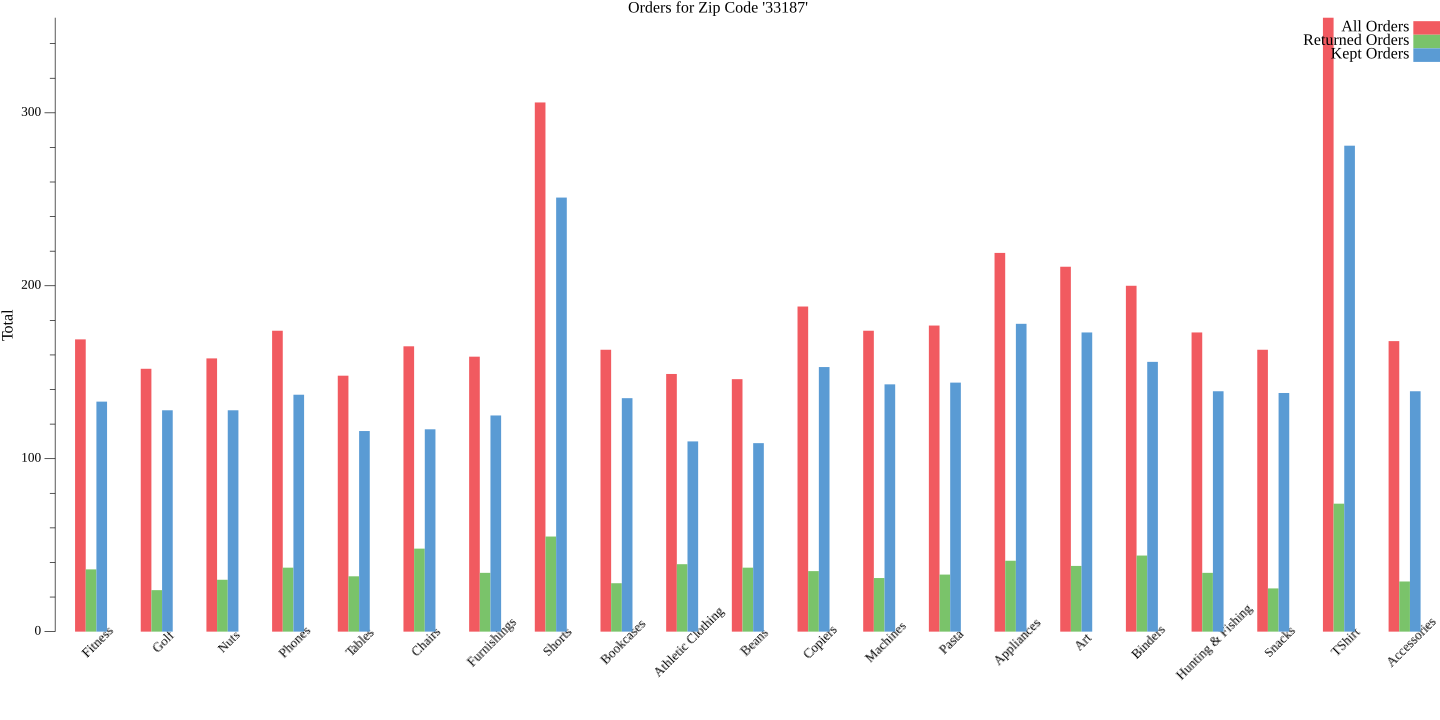 Orders for Zip Code '33187'
All Orders
Returned Orders
Kept Orders
Total
300
200
100
0
Fitness
Golf
Nuts
Phones
Tables
Chairs
Furnishings
Shorts
Bookcases
Athletic Clothing
Beans
Copiers
Machines
Pasta
Appliances
Art
Binders
Hunting & Fishing
Snacks
TShirt
Accessories